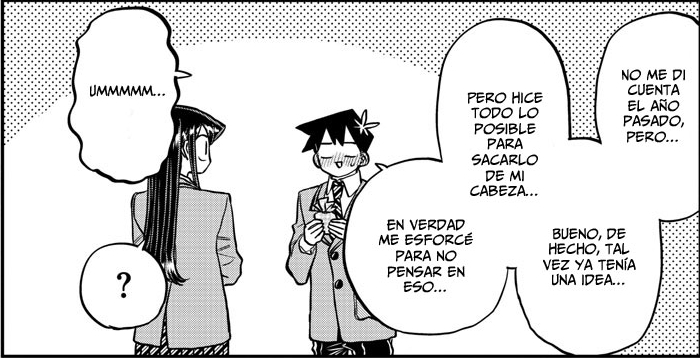 NO ME DI
CUENTA
EL AÑO
PASADO,
PERO...
BUENO, DE
HECHO, TAL
VEZ YA TENÍA
UNA IDEA...
PERO HICE
TODO LO
POSIBLE
PARA
SACARLO
DE MI
CABEZA...
EN VERDAD
ME ESFORCÉ
PARA NO
PENSAR EN
ESO...
UMMMMM...
?